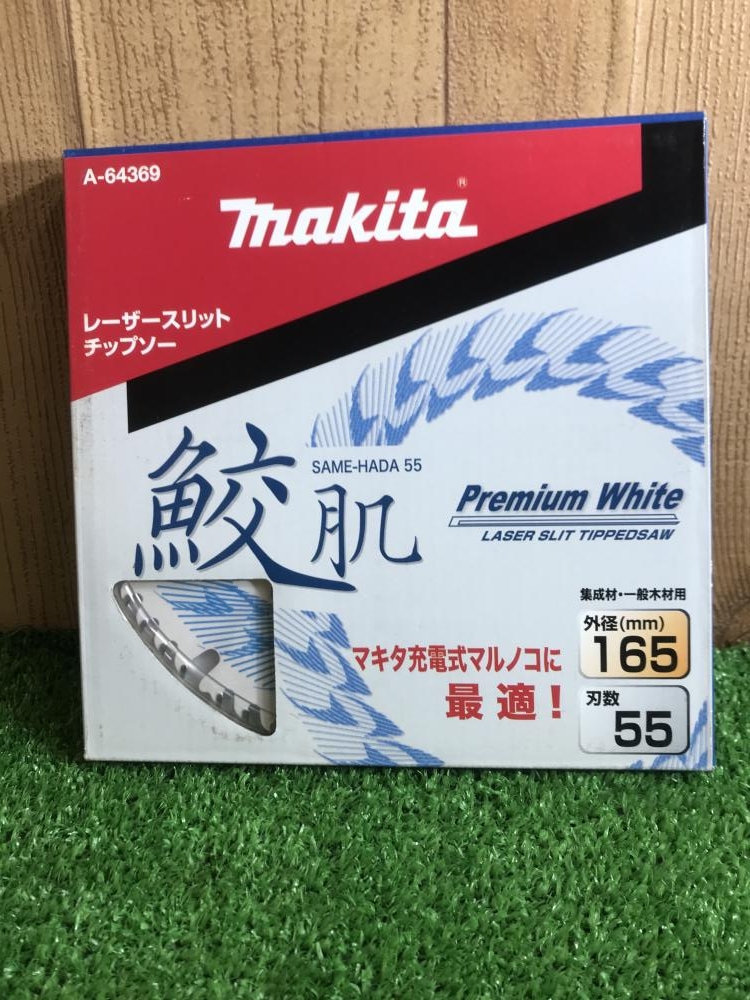 A-64369
makita®
レーザースリット
チップソー
SAME-HADA 55
鮫肌
Premium White
LASER SLIT TIPPEDSAW
集成材・一般木材用
外径(mm)
165
マキタ充電式マルノコに
最適!
刃数
55